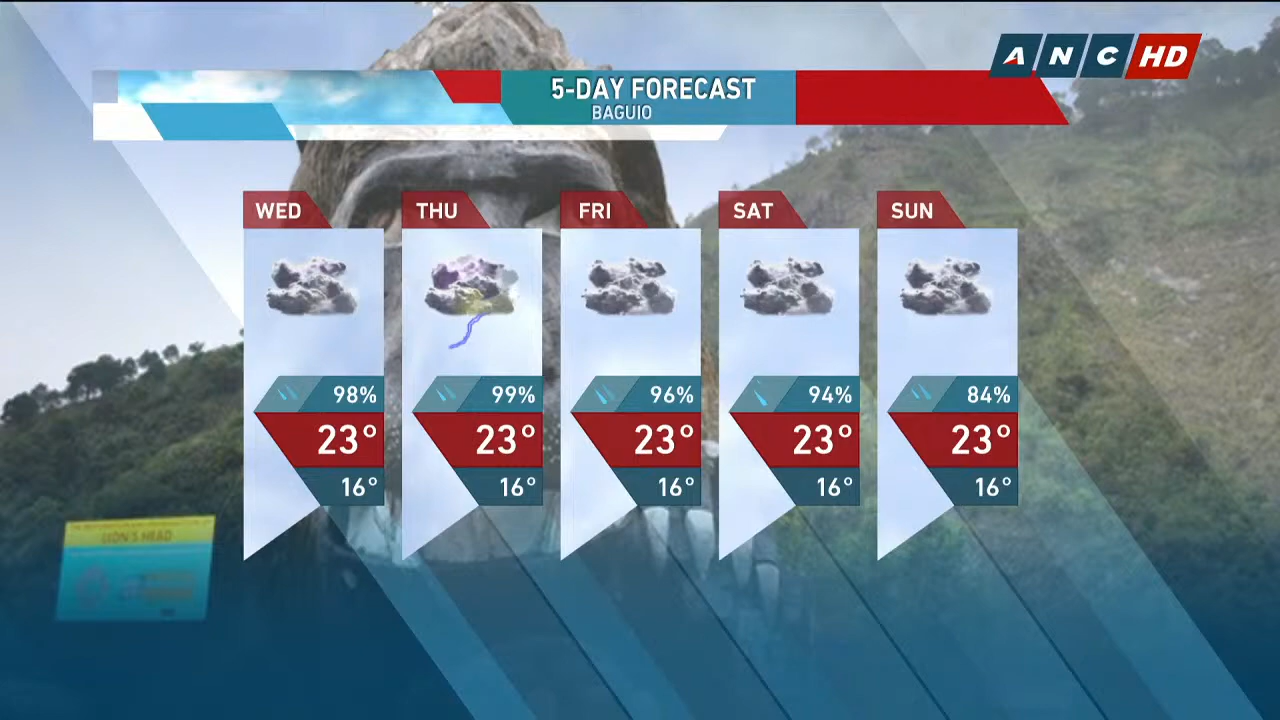 ANC HD
5-DAY FORECAST
BAGUIO
WED THU FRI SAT SUN
98% 99% 96% 94% 84%
23° 23° 23° 23° 23°
16° 16° 16° 16° 16°
LION'S HEAD